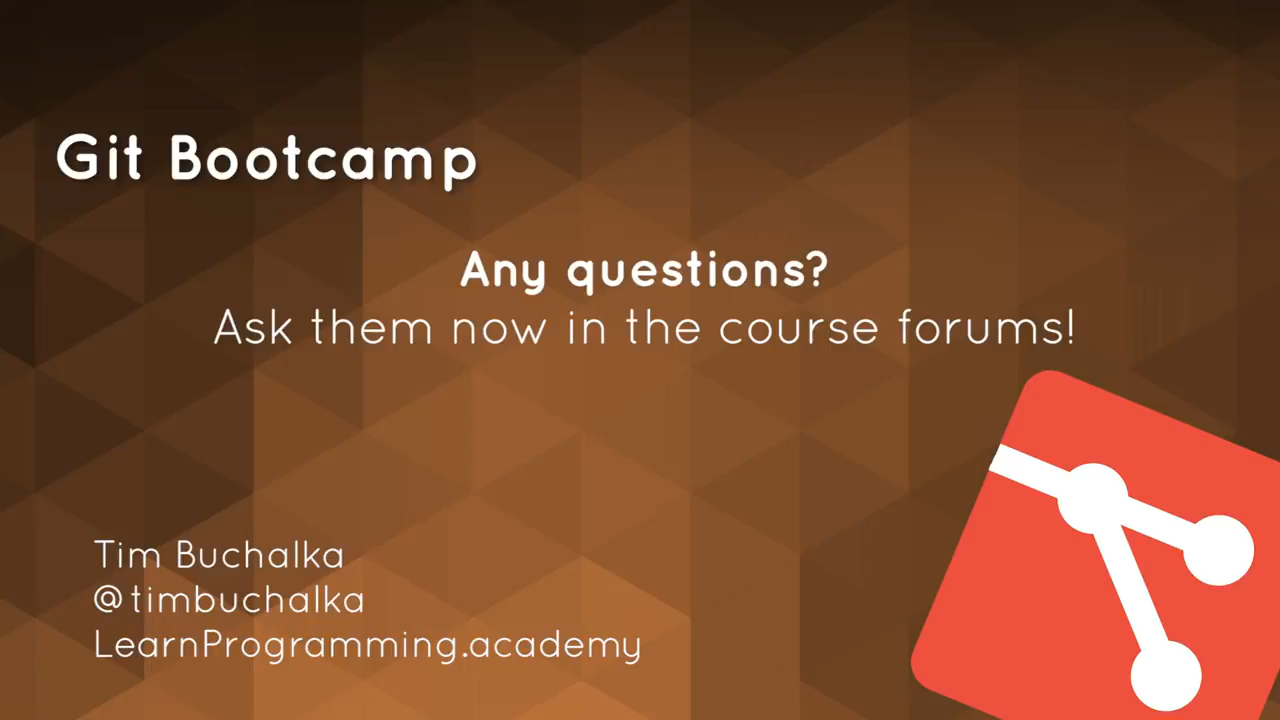 Git Bootcamp
Any questions?
Ask them now in the course forums!
Tim Buchalka
@timbuchalka
LearnProgramming.academy